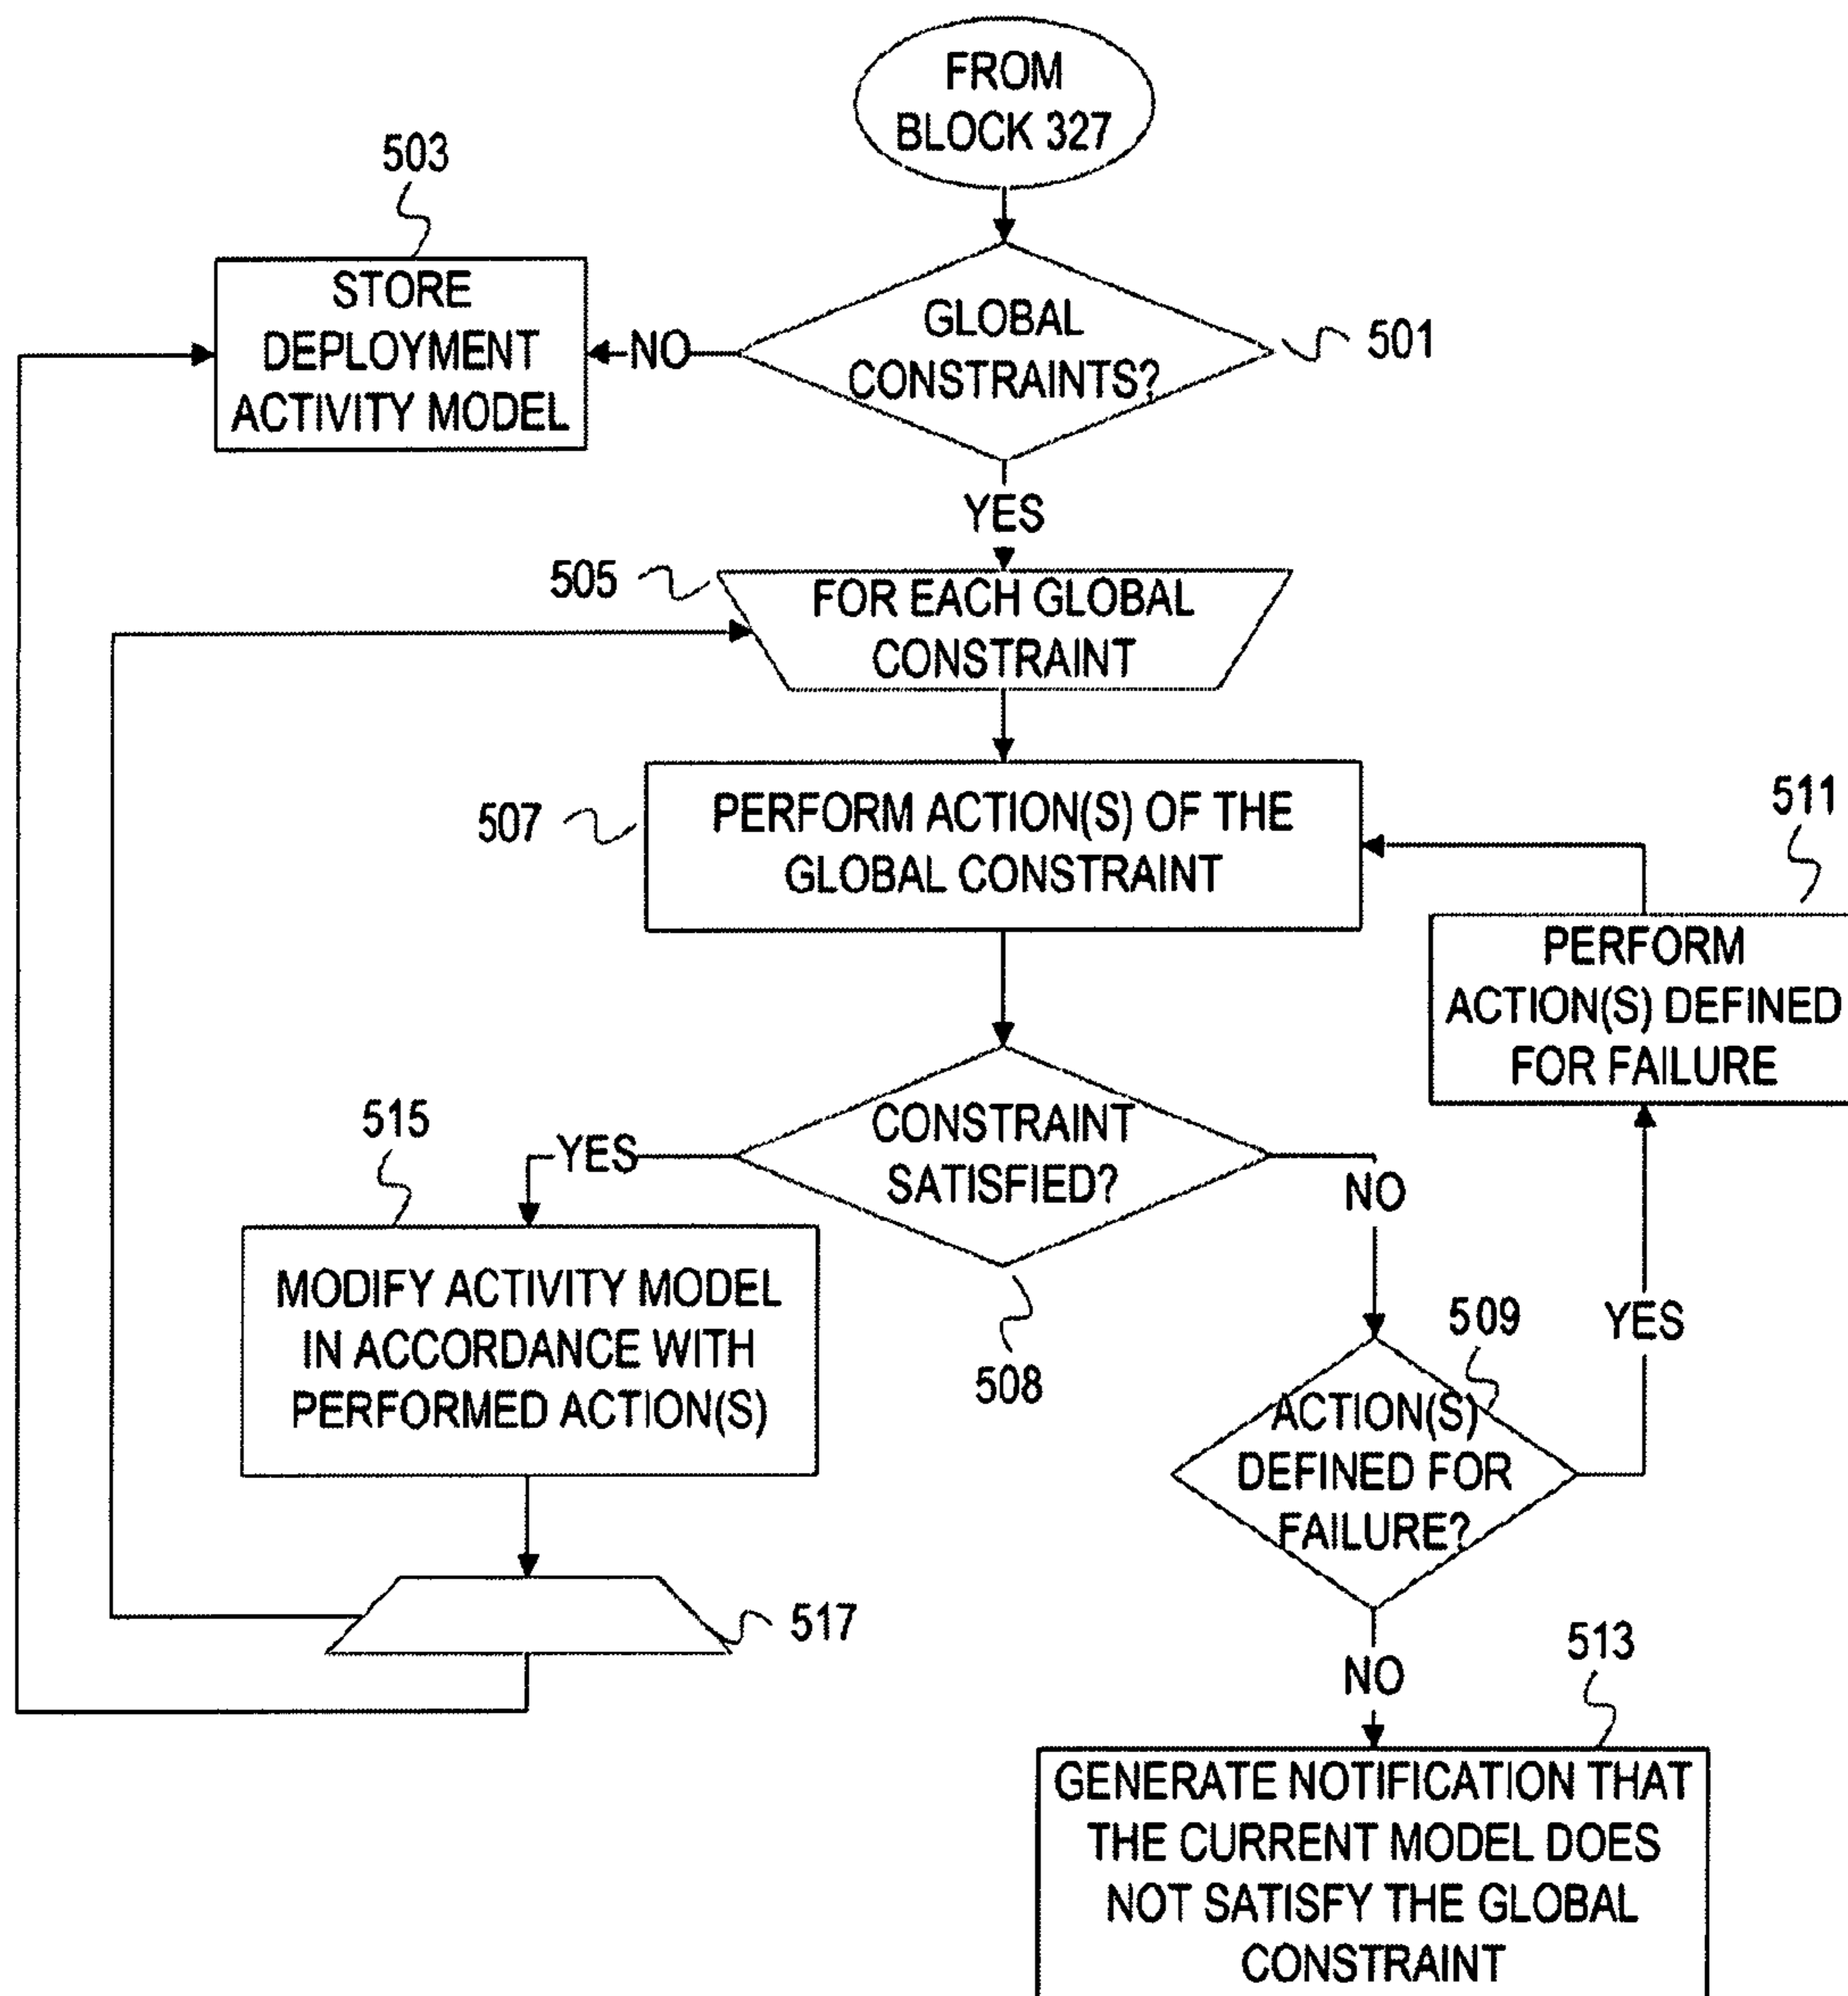 FROM
BLOCK 327
503
STORE
DEPLOYMENT
ACTIVITY MODEL
NO
GLOBAL
CONSTRAINTS?
501
YES
505
FOR EACH GLOBAL
CONSTRAINT
507
PERFORM ACTION(S) OF THE
GLOBAL CONSTRAINT
511
PERFORM
ACTION(S) DEFINED
FOR FAILURE
515
YES
CONSTRAINT
SATISFIED?
NO
508
MODIFY ACTIVITY MODEL
IN ACCORDANCE WITH
PERFORMED ACTION(S)
509
YES
ACTION(S)
DEFINED FOR
FAILURE?
517
NO
513
GENERATE NOTIFICATION THAT
THE CURRENT MODEL DOES
NOT SATISFY THE GLOBAL
CONSTRAINT